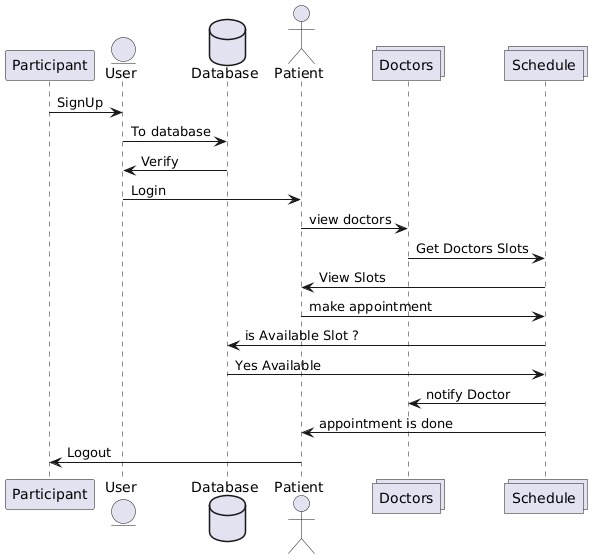 Participant
User
Database
Patient
Doctors
Schedule
SignUp
To database
Verify
Login
view doctors
Get Doctors Slots
View Slots
make appointment
is Available Slot ?
Yes Available
notify Doctor
appointment is done
Logout
Participant
User
Database
Patient
Doctors
Schedule